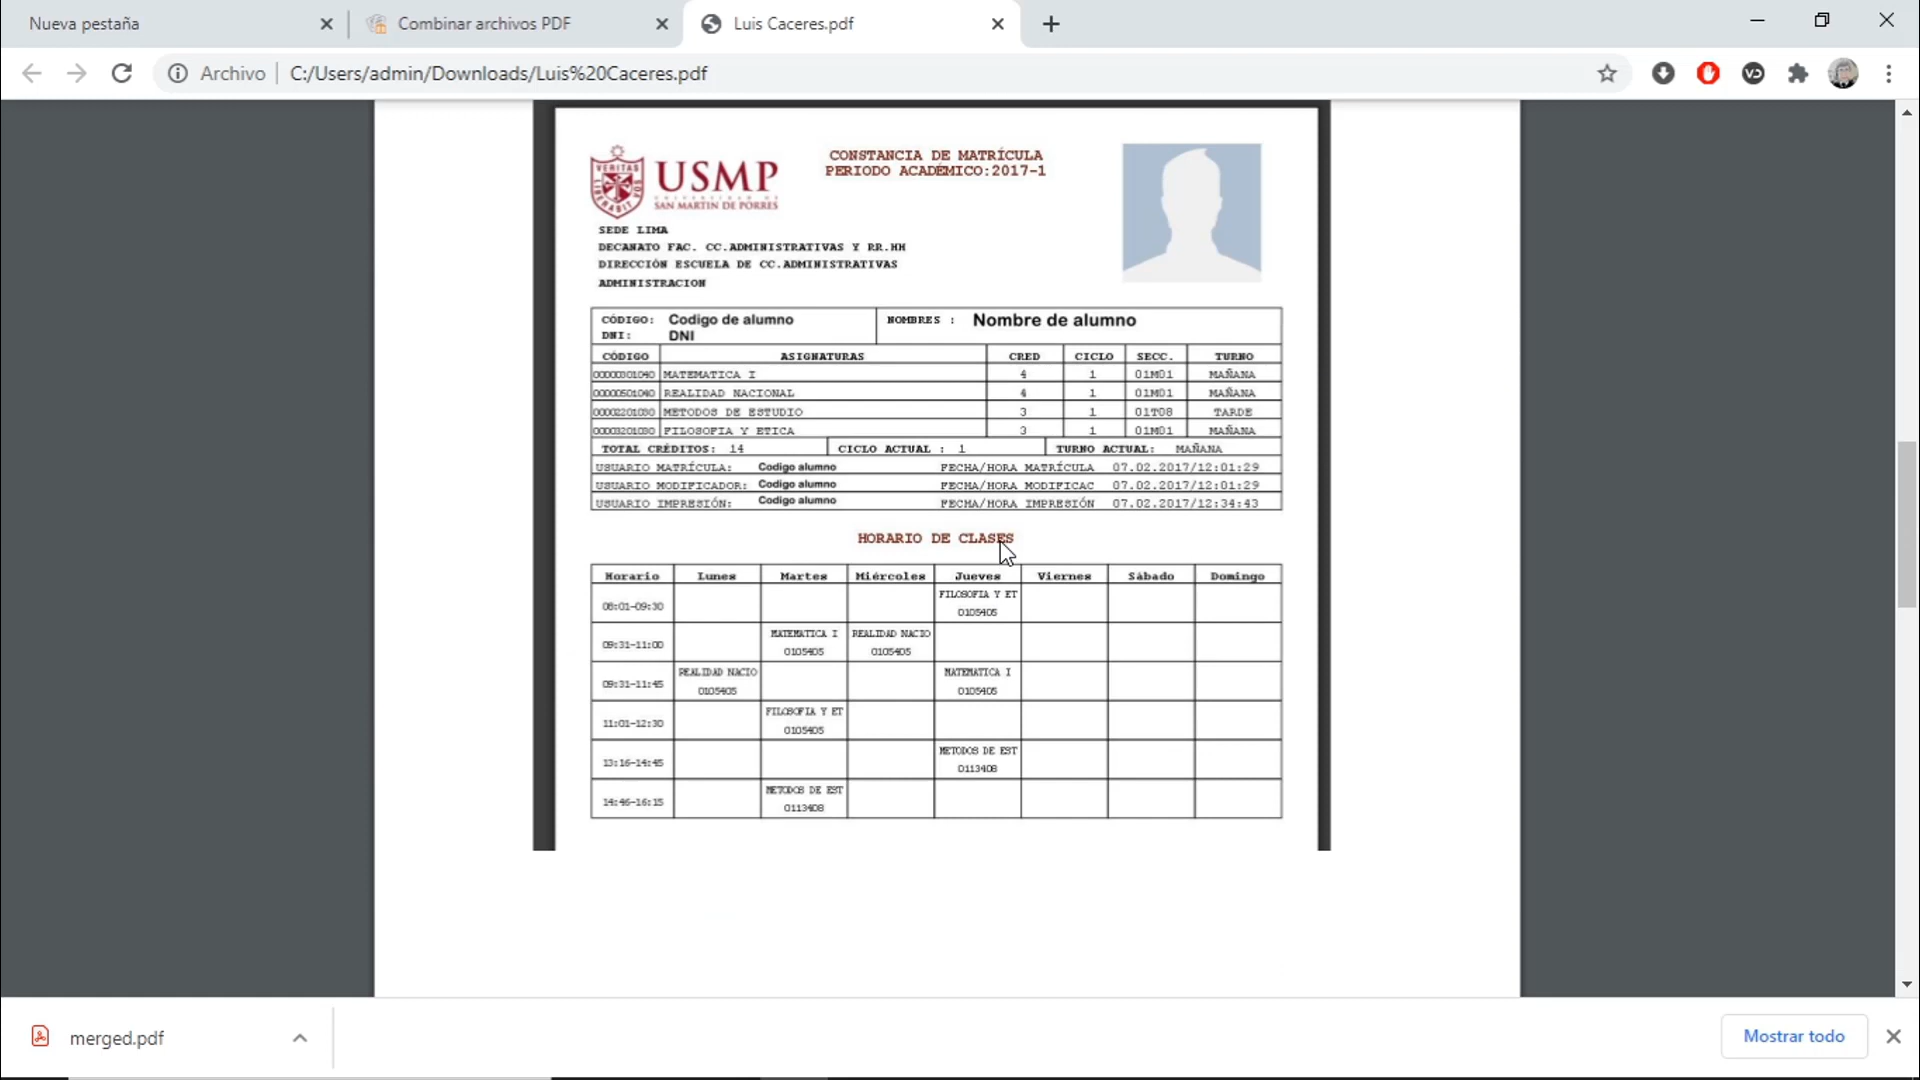 Nueva pestaña
Combinar archivos PDF
Luis Caceres.pdf
Archivo
C:/Users/admin/Downloads/Luis%20Caceres.pdf
VERITAS
USMP
UNIVERSIDAD DE
SAN MARTIN DE PORRES
CONSTANCIA DE MATRÍCULA
PERIODO ACADÉMICO:2017-1
SEDE LIMA
DECANATO FAC. CC.ADMINISTRATIVAS Y RR.HH
DIRECCIÓN ESCUELA DE CC.ADMINISTRATIVAS
ADMINISTRACION
CÓDIGO: Codigo de alumno NOMBRES : Nombre de alumno
DNI: DNI
CÓDIGO ASIGNATURAS CRED CICLO SECC. TURNO
00000301040 MATEMATICA I 4 1 01M01 MAÑANA
00000501040 REALIDAD NACIONAL 4 1 01M01 MAÑANA
00002201030 METODOS DE ESTUDIO 3 1 01T08 TARDE
00003201030 FILOSOFIA Y ETICA 3 1 01M01 MAÑANA
TOTAL CRÉDITOS: 14 CICLO ACTUAL : 1 TURNO ACTUAL: MAÑANA
USUARIO MATRÍCULA: Codigo alumno FECHA/HORA MATRÍCULA 07.02.2017/12:01:29
USUARIO MODIFICADOR: Codigo alumno FECHA/HORA MODIFICAC 07.02.2017/12:01:29
USUARIO IMPRESIÓN: Codigo alumno FECHA/HORA IMPRESIÓN 07.02.2017/12:34:43
HORARIO DE CLASES
Horario Lunes Martes Miércoles Jueves Viernes Sábado Domingo
08:01-09:30 FILOSOFIA Y ET
0105405
09:31-11:00 MATEMATICA I REALIDAD NACIO
0105405 0105405
09:31-11:45 REALIDAD NACIO MATEMATICA I
0105405 0105405
11:01-12:30 FILOSOFIA Y ET
0105405
13:16-14:45 METODOS DE EST
0113408
14:46-16:15 METODOS DE EST
0113408
merged.pdf
Mostrar todo